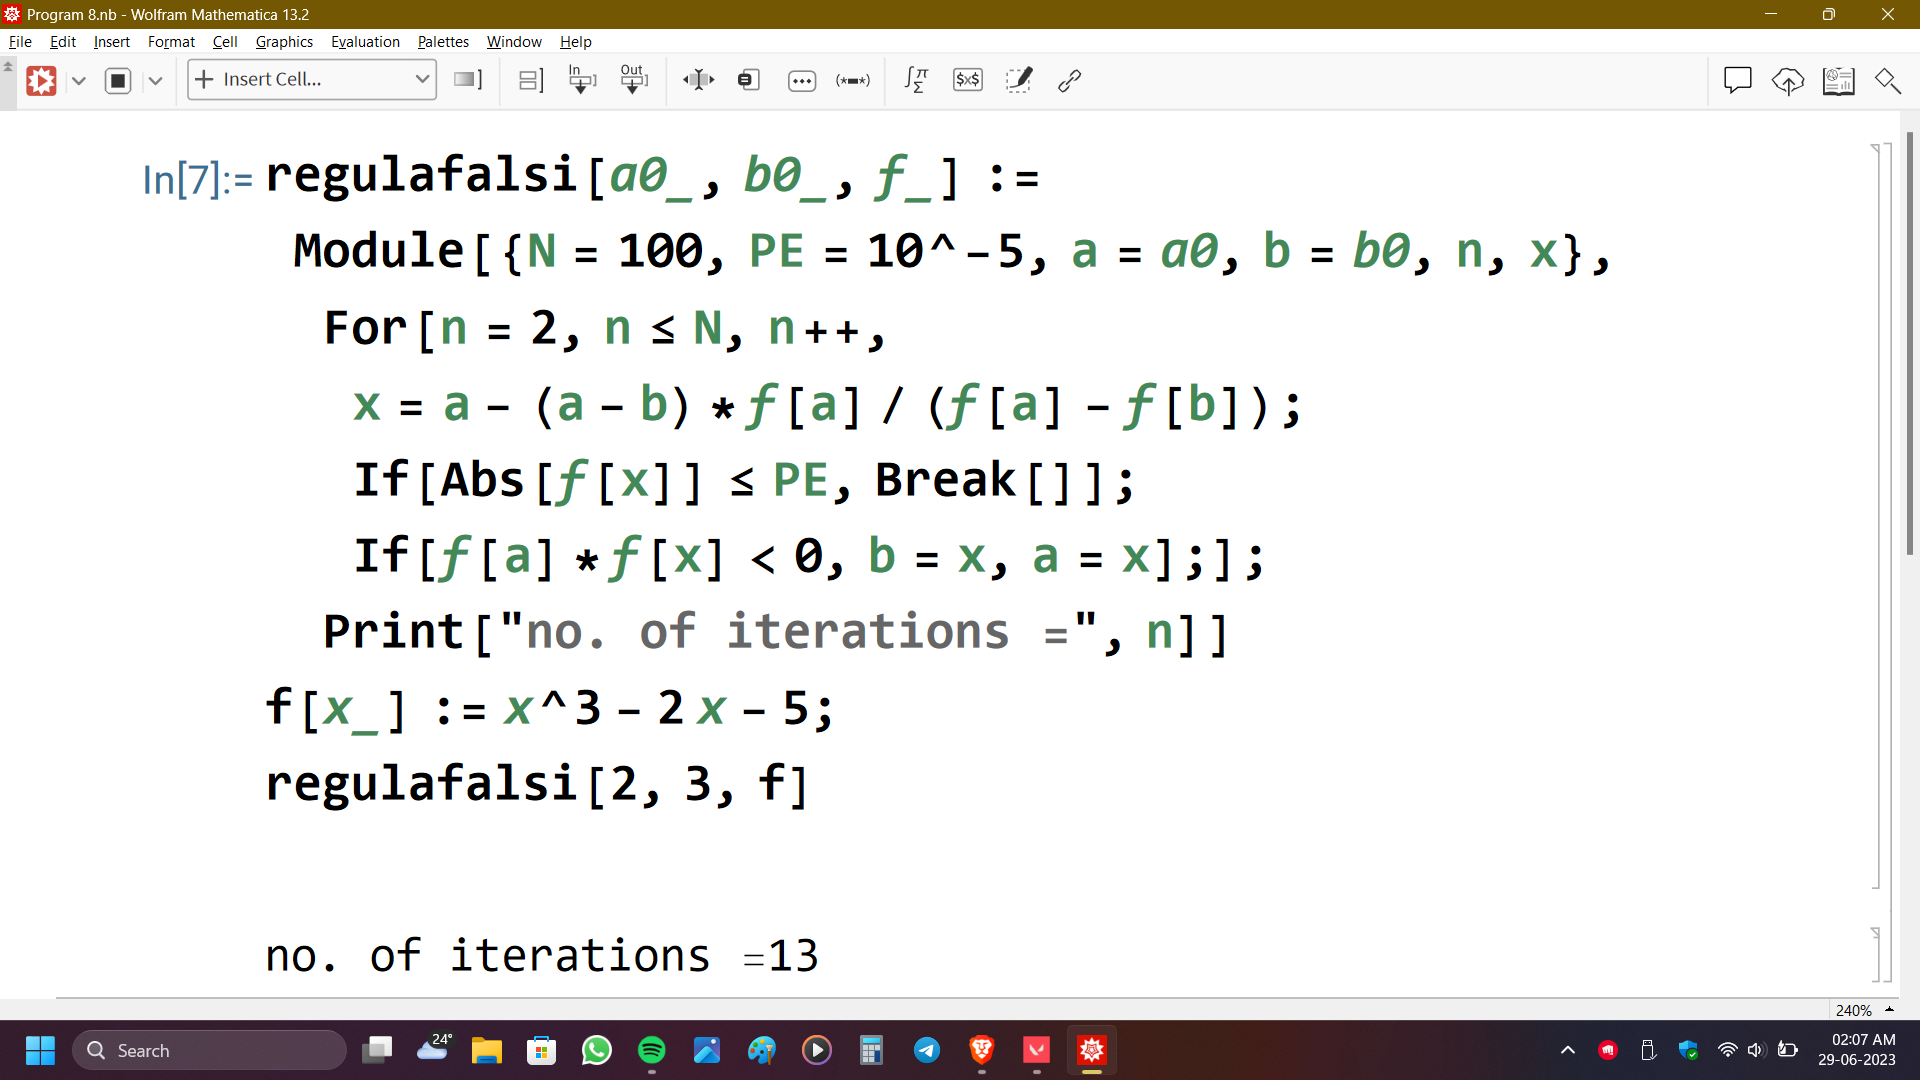 Program 8.nb - Wolfram Mathematica 13.2
File Edit Insert Format Cell Graphics Evaluation Palettes Window Help
Insert Cell...
In Out
∫π Σ $x$
In[7]:= regulafalsi[a0_, b0_, f_] :=
Module[{N = 100, PE = 10^-5, a = a0, b = b0, n, x},
For[n = 2, n ≤ N, n++,
x = a - (a - b) * f[a] / (f[a] - f[b]);
If[Abs[f[x]] ≤ PE, Break[]];
If[f[a] * f[x] < 0, b = x, a = x];];
Print["no. of iterations =", n]]
f[x_] := x^3 - 2 x - 5;
regulafalsi[2, 3, f]
no. of iterations =13
240%
Search
24°
02:07 AM
29-06-2023